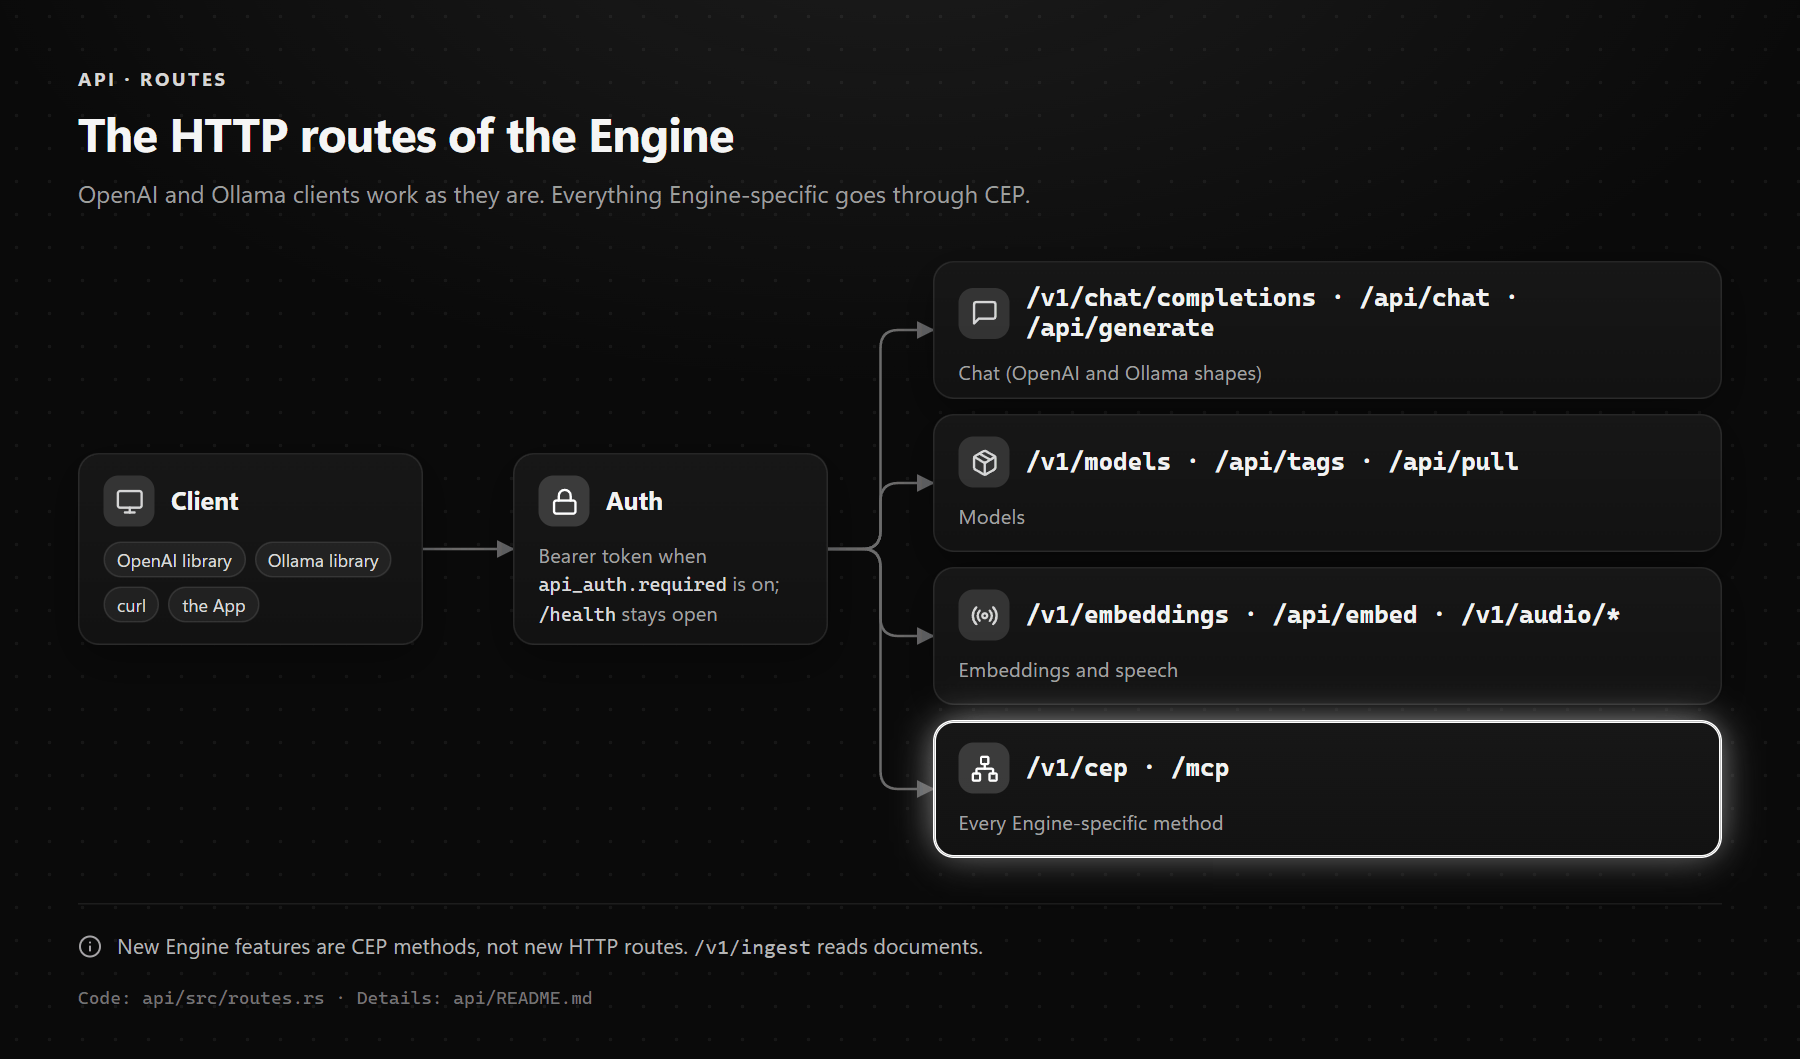 API · ROUTES
The HTTP routes of the Engine
OpenAI and Ollama clients work as they are. Everything Engine-specific goes through CEP.
Client
OpenAI library
Ollama library
curl
the App
Auth
Bearer token when
api_auth.required is on;
/health stays open
/v1/chat/completions · /api/chat ·
/api/generate
Chat (OpenAI and Ollama shapes)
/v1/models · /api/tags · /api/pull
Models
/v1/embeddings · /api/embed · /v1/audio/*
Embeddings and speech
/v1/cep · /mcp
Every Engine-specific method
New Engine features are CEP methods, not new HTTP routes. /v1/ingest reads documents.
Code: api/src/routes.rs · Details: api/README.md